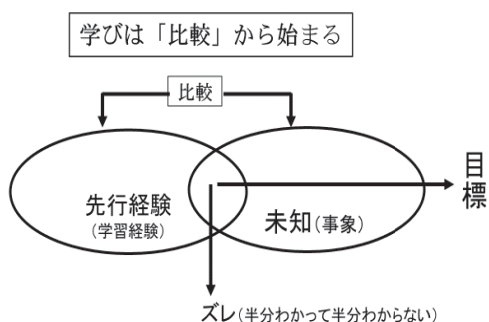 学びは「比較」から始まる
比較
目標
先行経験
(学習経験)
未知(事象)
ズレ(半分わかって半分わからない)